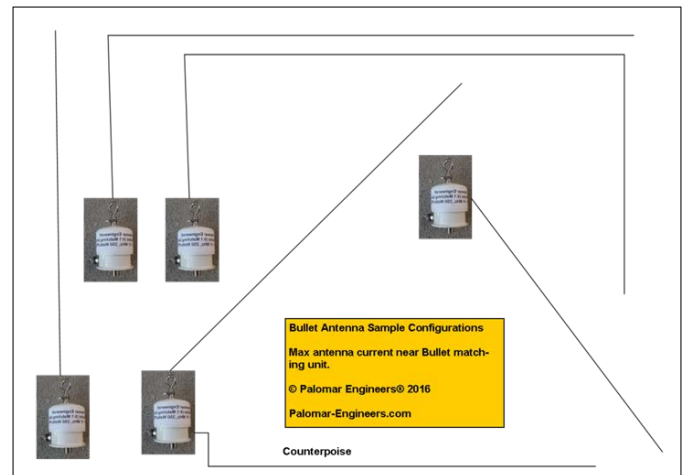 Bullet Antenna Sample Configurations
Max antenna current near Bullet match-
ing unit.
© Palomar Engineers® 2016
Palomar-Engineers.com
Counterpoise